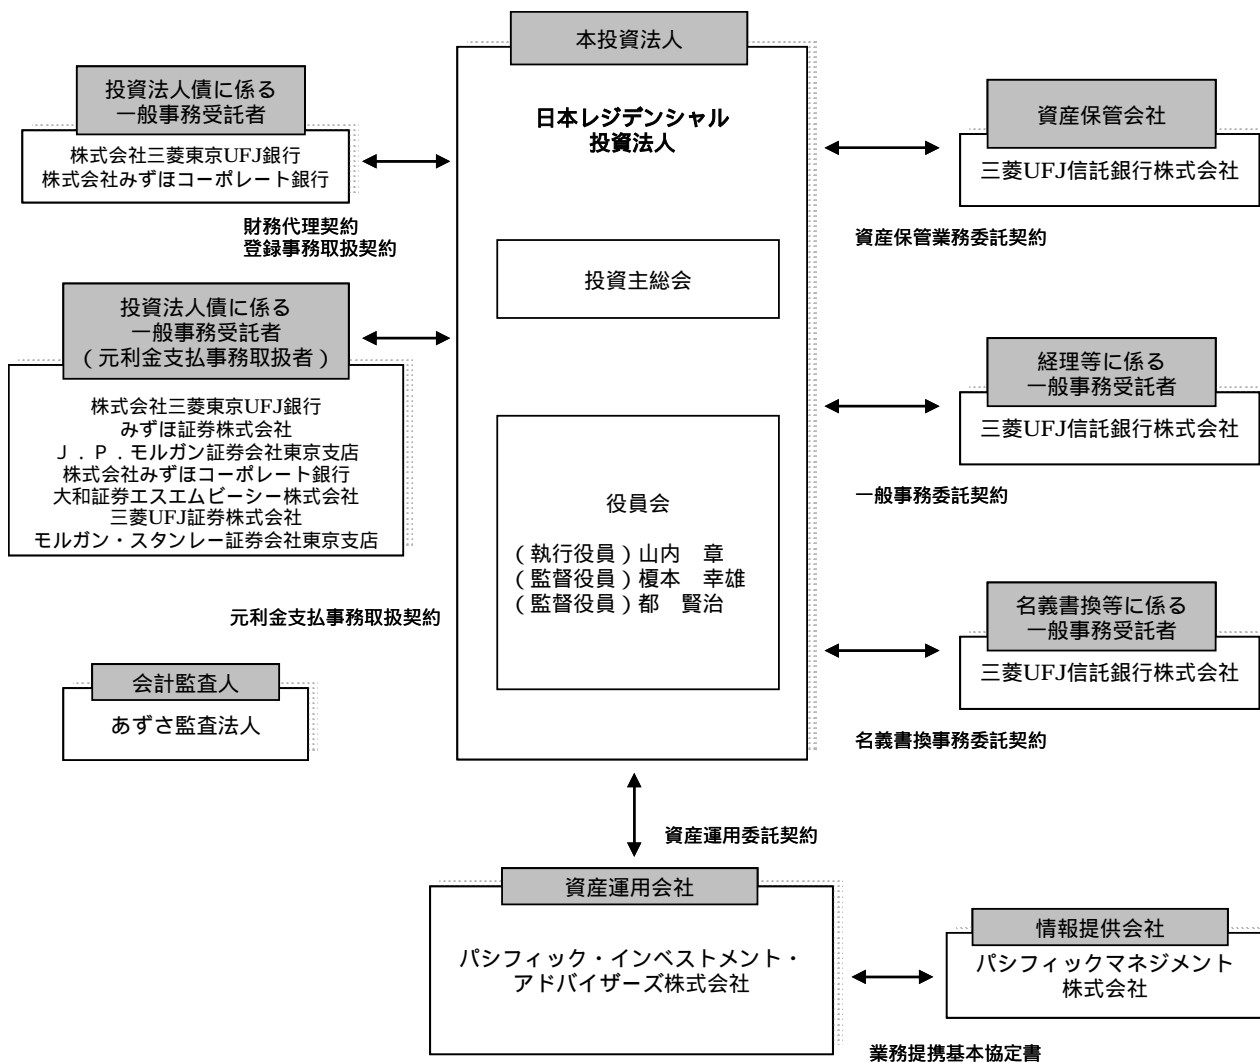 本投資法人
日本レジデンシャル
投資法人
投資主総会
役員会
（執行役員）山内　章
（監督役員）榎本　幸雄
（監督役員）都　賢治
投資法人債に係る
一般事務受託者
株式会社三菱東京UFJ銀行
株式会社みずほコーポレート銀行
財務代理契約
登録事務取扱契約
投資法人債に係る
一般事務受託者
（元利金支払事務取扱者）
株式会社三菱東京UFJ銀行
みずほ証券株式会社
Ｊ．Ｐ．モルガン証券会社東京支店
株式会社みずほコーポレート銀行
大和証券エスエムビーシー株式会社
三菱UFJ証券株式会社
モルガン・スタンレー証券会社東京支店
元利金支払事務取扱契約
会計監査人
あずさ監査法人
資産保管会社
三菱UFJ信託銀行株式会社
資産保管業務委託契約
経理等に係る
一般事務受託者
三菱UFJ信託銀行株式会社
一般事務委託契約
名義書換等に係る
一般事務受託者
三菱UFJ信託銀行株式会社
名義書換事務委託契約
資産運用委託契約
資産運用会社
パシフィック・インベストメント・
アドバイザーズ株式会社
情報提供会社
パシフィックマネジメント
株式会社
業務提携基本協定書